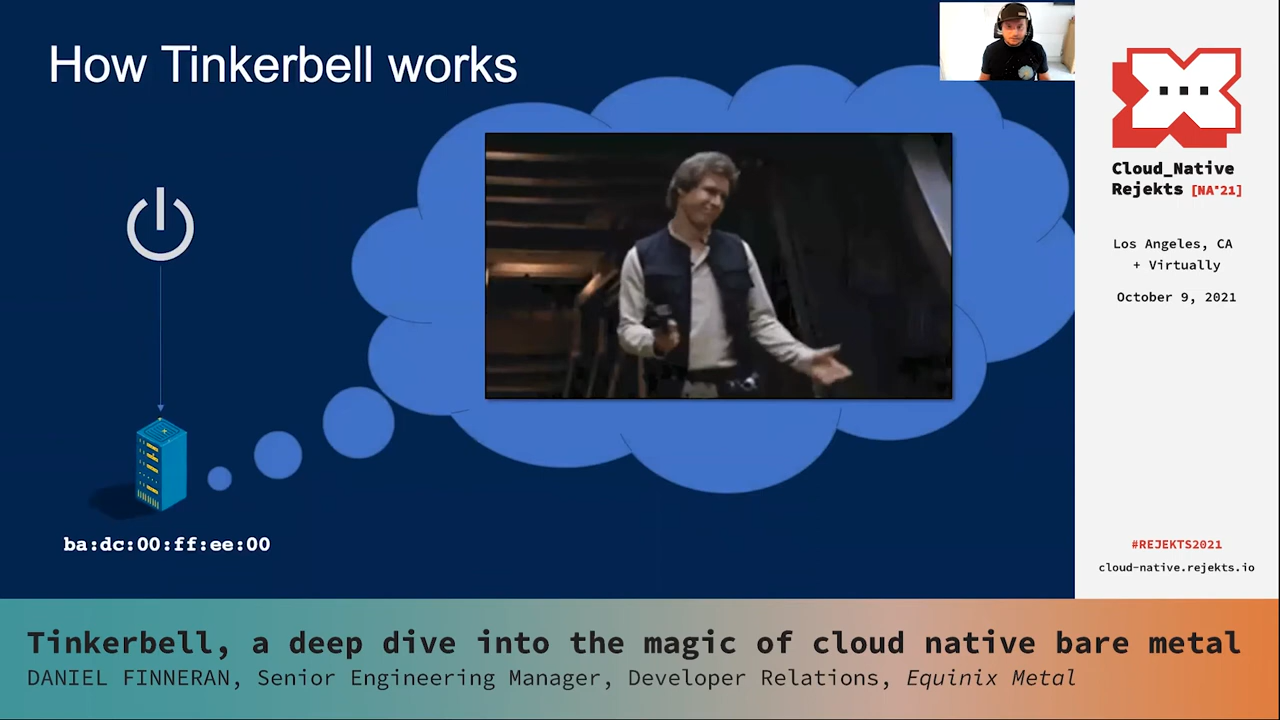 How Tinkerbell works
ba:dc:00:ff:ee:00
Cloud_Native
Rejekts [NA'21]
Los Angeles, CA
+ Virtually
October 9, 2021
#REJEKTS2021
cloud-native.rejekts.io
Tinkerbell, a deep dive into the magic of cloud native bare metal
DANIEL FINNERAN, Senior Engineering Manager, Developer Relations, Equinix Metal